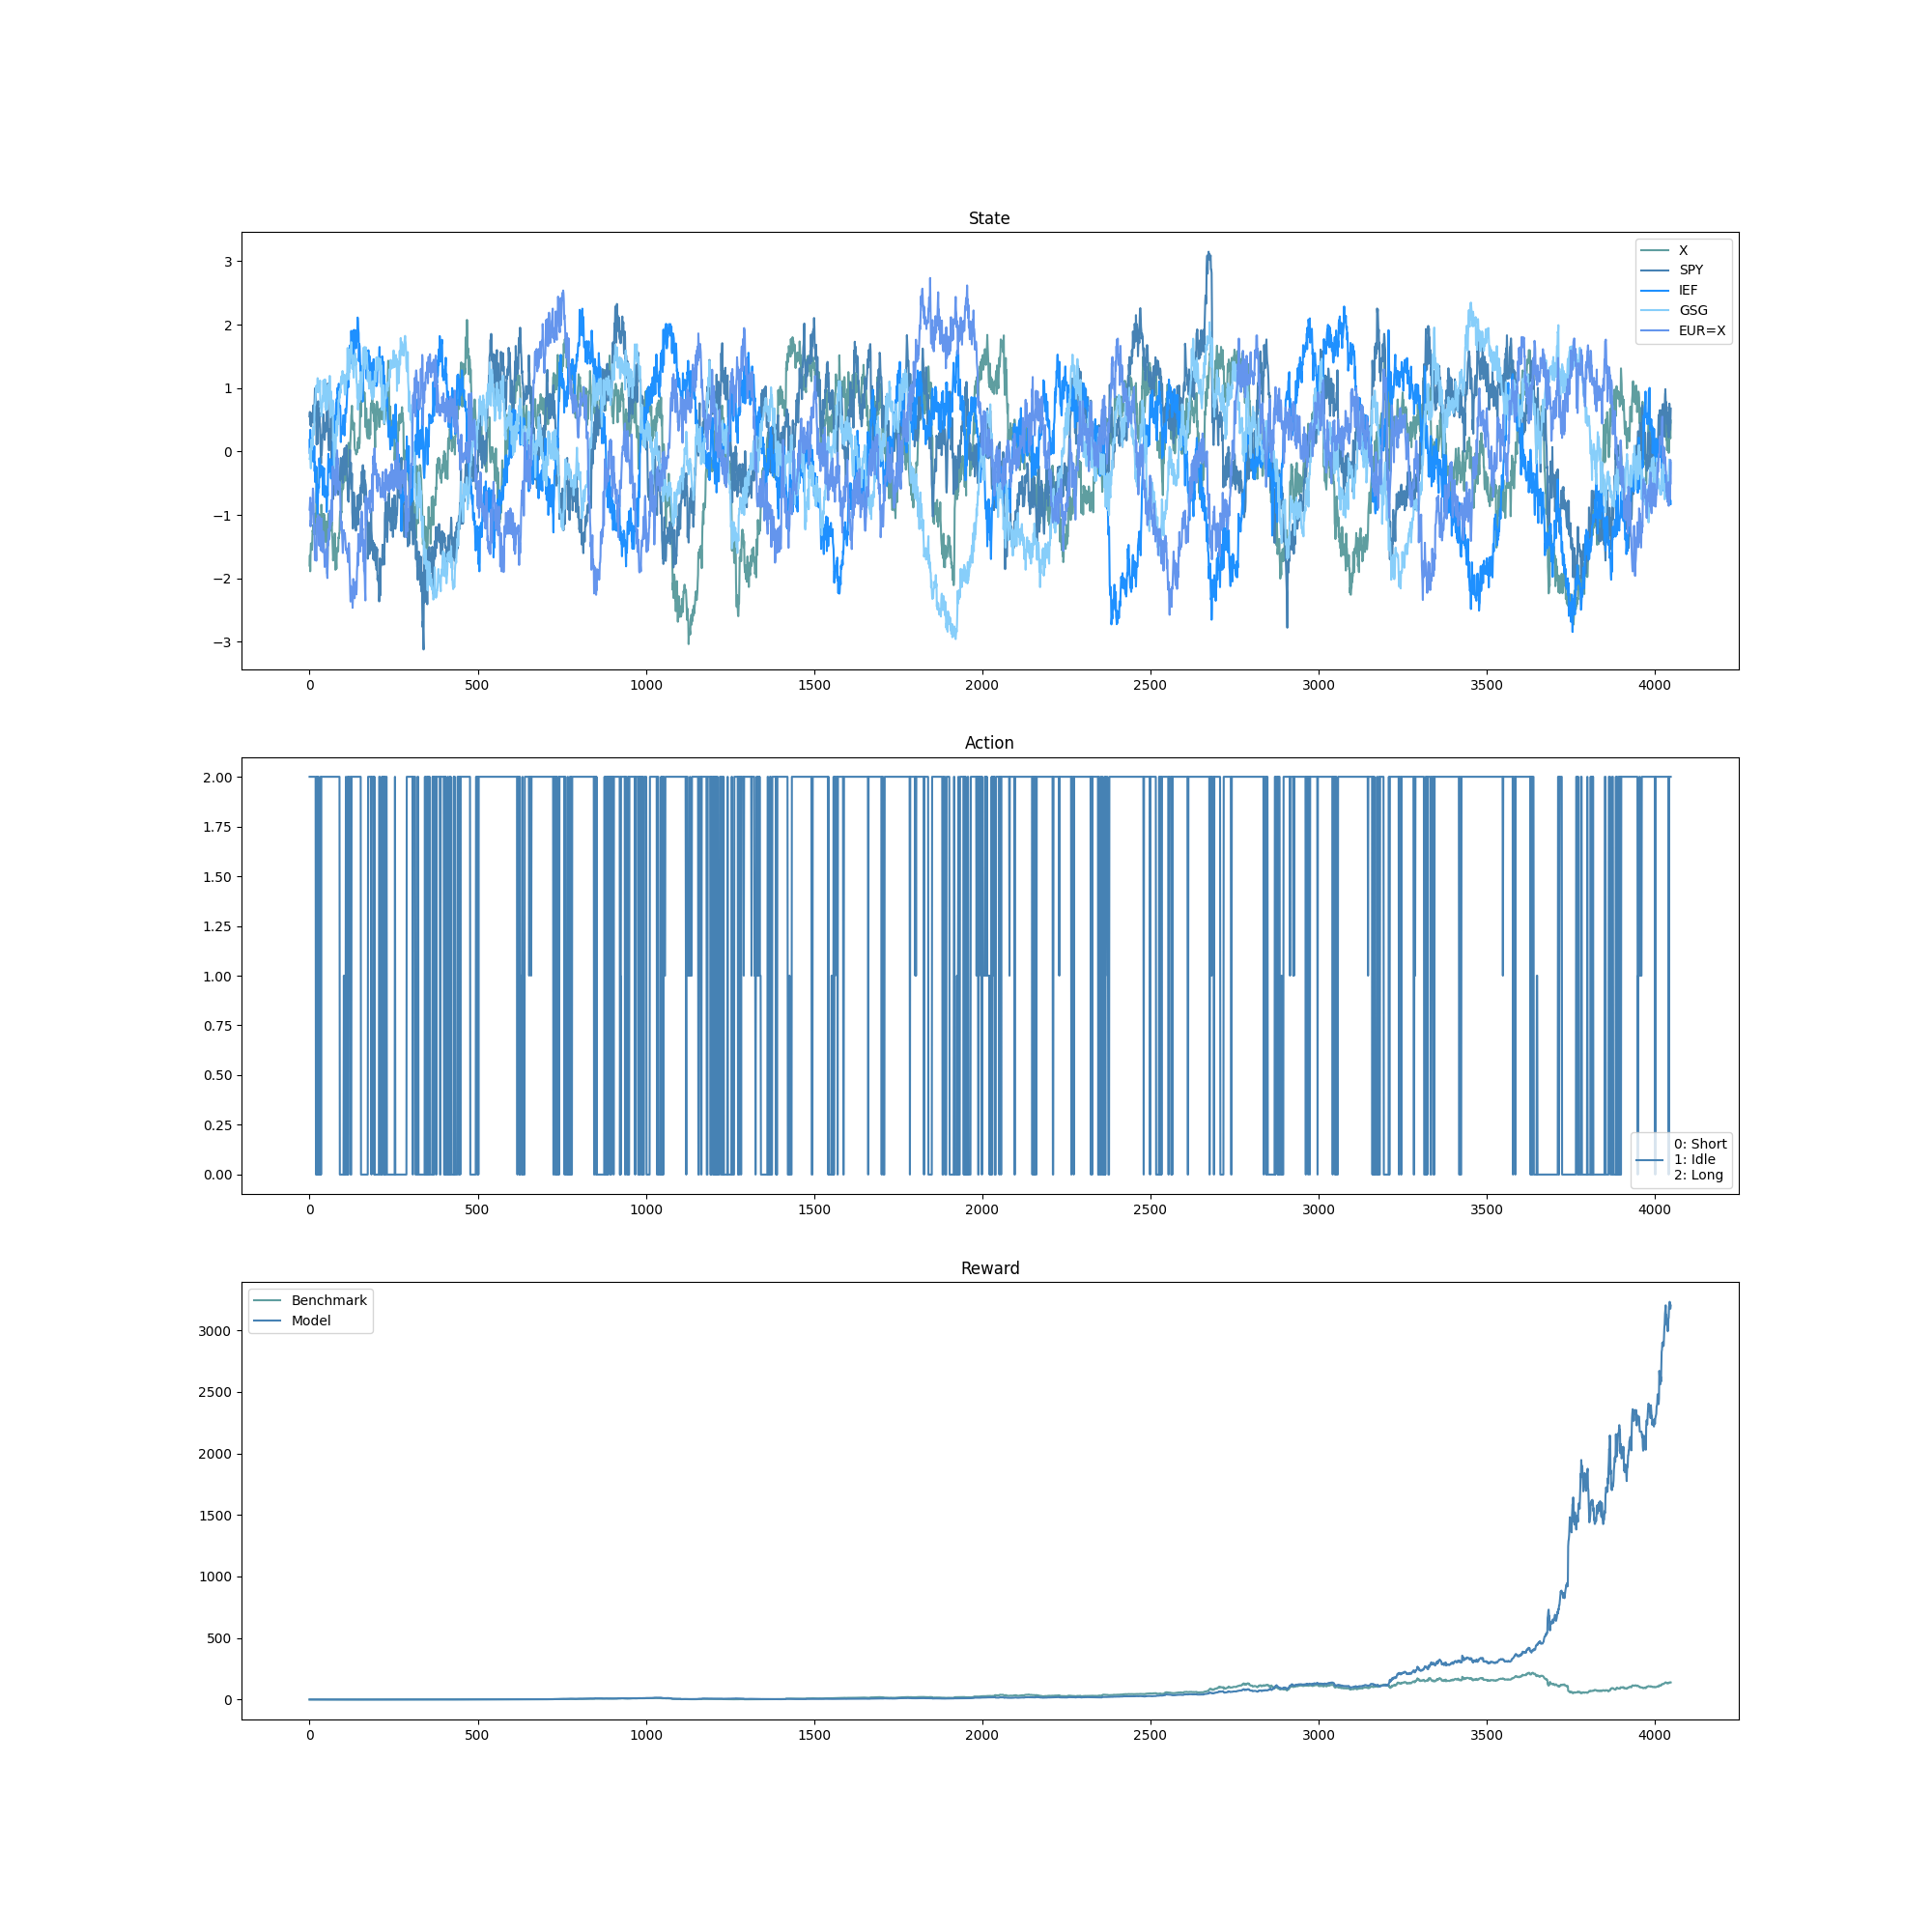 State
3
2
1
0
−1
−2
−3
X
SPY
IEF
GSG
EUR=X
0 500 1000 1500 2000 2500 3000 3500 4000
Action
2.00
1.75
1.50
1.25
1.00
0.75
0.50
0.25
0.00
0: Short
1: Idle
2: Long
0 500 1000 1500 2000 2500 3000 3500 4000
Reward
Benchmark
Model
3000
2500
2000
1500
1000
500
0
0 500 1000 1500 2000 2500 3000 3500 4000